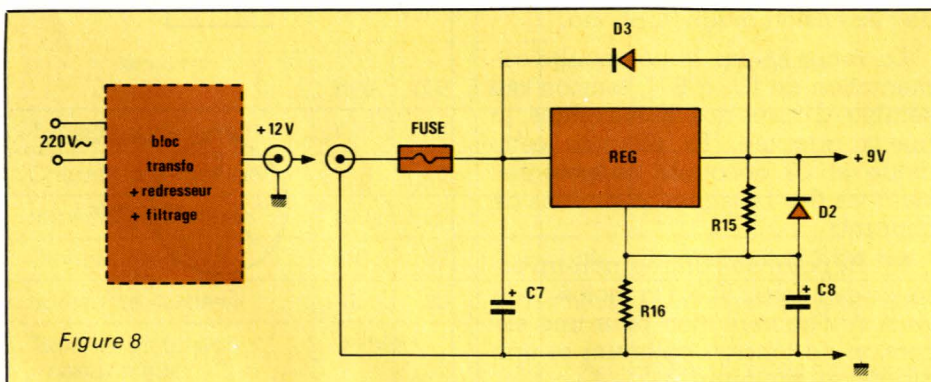 D3
220V~
bloc
transfo
+ redresseur
+ filtrage
+12V
FUSE
REG
+ 9V
R15
D2
+ C7
R16
+ C8
Figure 8